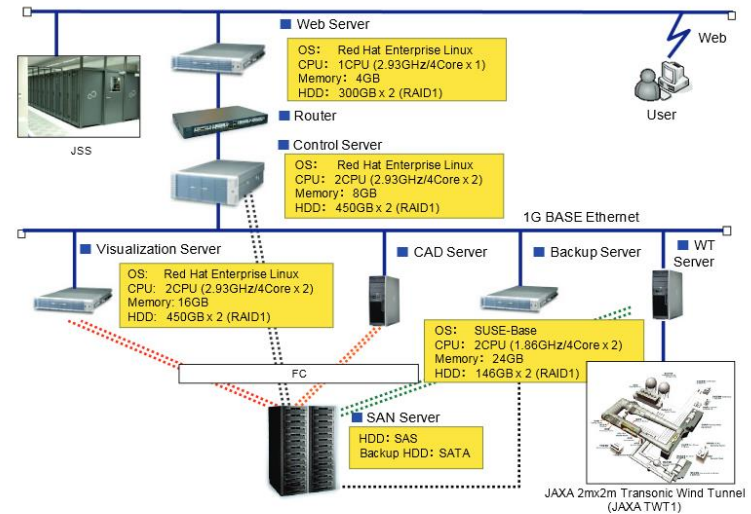 Web Server
OS： Red Hat Enterprise Linux
CPU： 1CPU (2.93GHz/4Core x 1)
Memory： 4GB
HDD： 300GB x 2 (RAID1)
Web
User
JSS
Router
Control Server
OS： Red Hat Enterprise Linux
CPU： 2CPU (2.93GHz/4Core x 2)
Memory： 8GB
HDD： 450GB x 2 (RAID1)
1G BASE Ethernet
Visualization Server
OS: Red Hat Enterprise Linux
CPU: 2CPU (2.93GHz/4Core x 2)
Memory: 16GB
HDD: 450GB x 2 (RAID1)
CAD Server
Backup Server
WT
Server
OS： SUSE-Base
CPU： 2CPU (1.86GHz/4Core x 2)
Memory： 24GB
HDD： 146GB x 2 (RAID1)
FC
SAN Server
HDD： SAS
Backup HDD： SATA
JAXA 2mx2m Transonic Wind Tunnel
(JAXA TWT1)